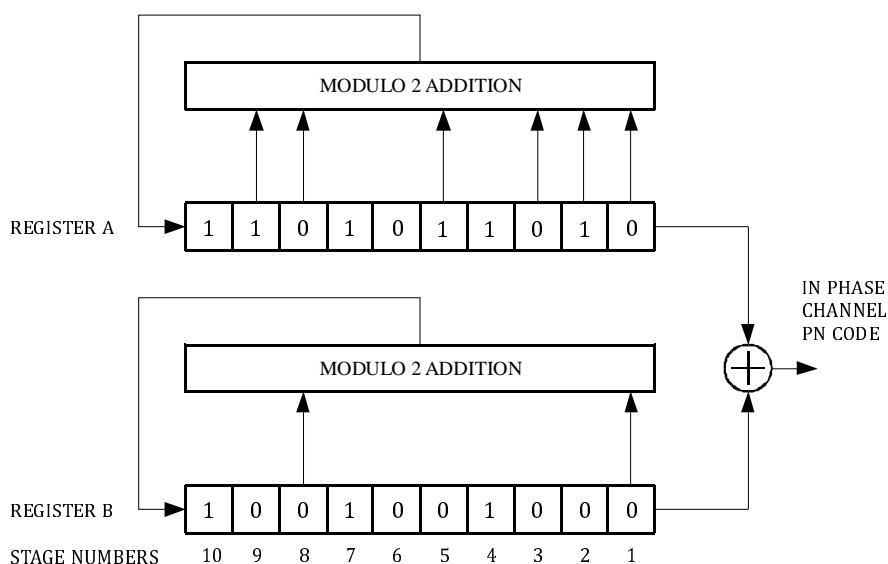 MODULO 2 ADDITION
REGISTER A
1 1 0 1 0 1 1 0 1 0
IN PHASE
CHANNEL
PN CODE
MODULO 2 ADDITION
REGISTER B
1 0 0 1 0 0 1 0 0 0
STAGE NUMBERS 10 9 8 7 6 5 4 3 2 1